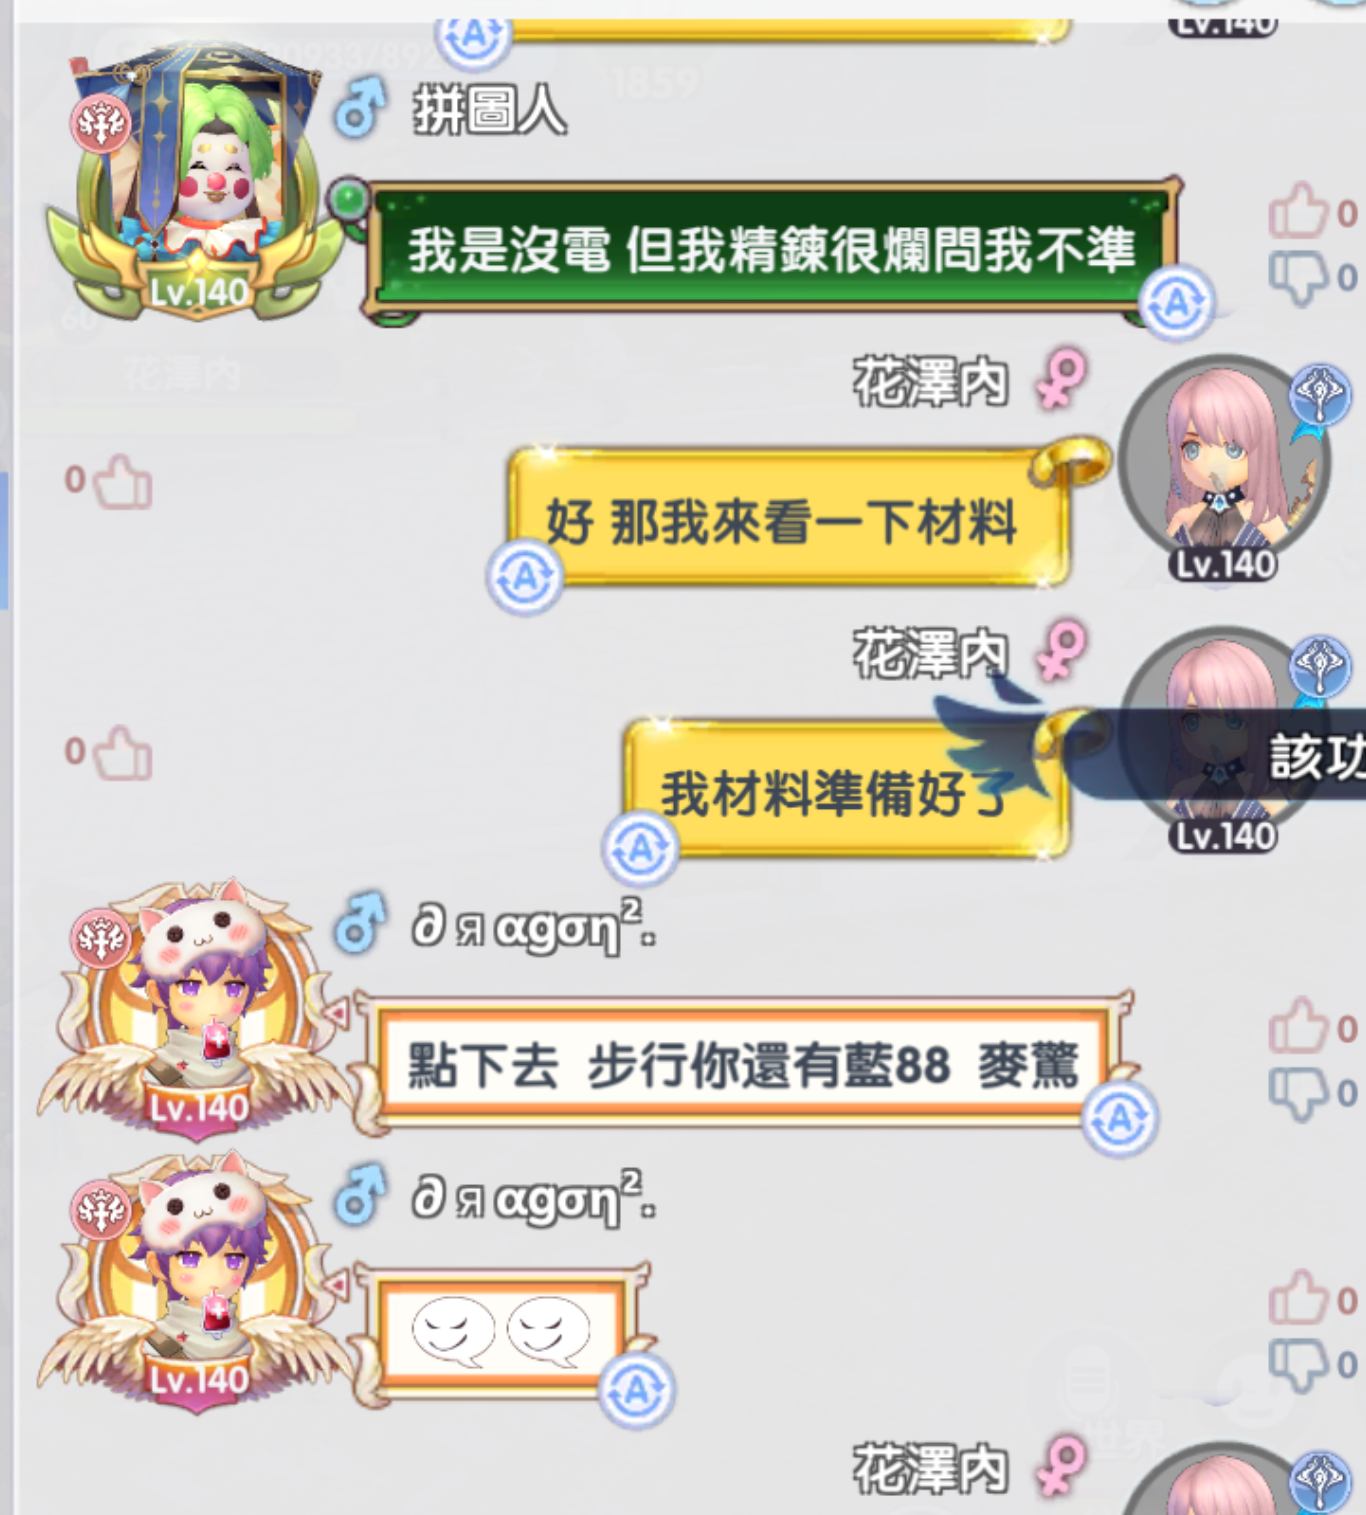 Lv.140
拼圖人
我是沒電 但我精鍊很爛問我不準
Lv.140
0
0
花澤內
好 那我來看一下材料
0
Lv.140
花澤內
我材料準備好了
0
該功
Lv.140
∂ я αgση².
點下去 步行你還有藍88 麥驚
Lv.140
0
0
∂ я αgση².
Lv.140
0
0
花澤內